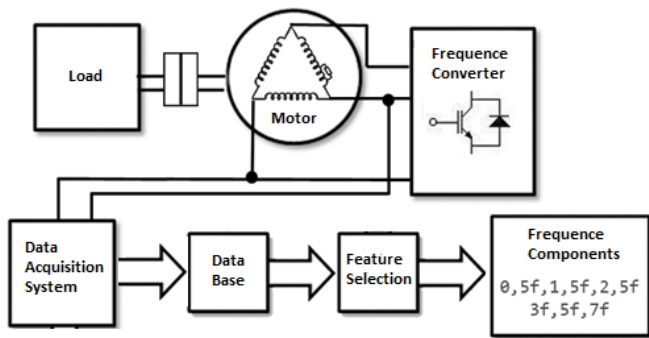 Load
Motor
Frequence
Converter
Data
Acquisition
System
Data
Base
Feature
Selection
Frequence
Components
0,5f,1,5f,2,5f
3f,5f,7f